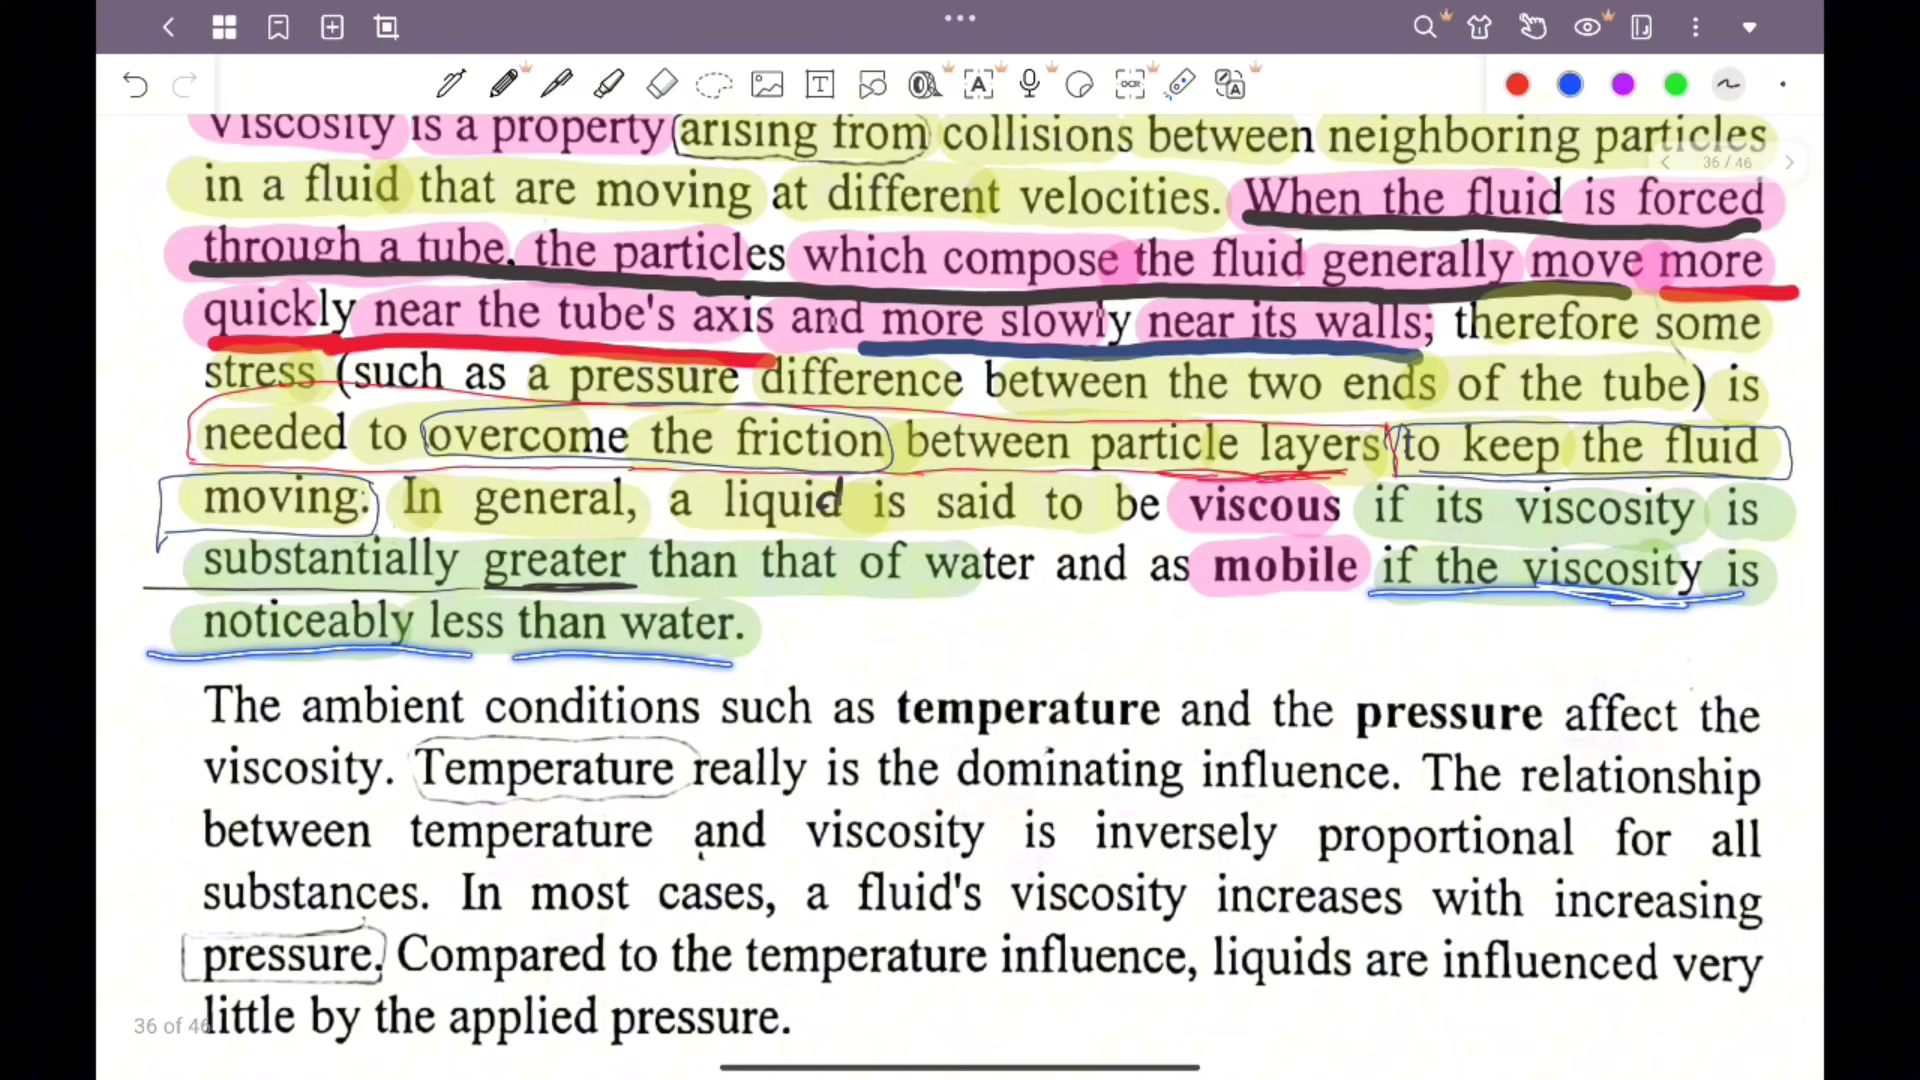 Viscosity is a property arising from collisions between neighboring particles
36 / 46
in a fluid that are moving at different velocities. When the fluid is forced
through a tube, the particles which compose the fluid generally move more
quickly near the tube's axis and more slowly near its walls; therefore some
stress (such as a pressure difference between the two ends of the tube) is
needed to overcome the friction between particle layers to keep the fluid
moving. In general, a liquid is said to be viscous if its viscosity is
substantially greater than that of water and as mobile if the viscosity is
noticeably less than water.
The ambient conditions such as temperature and the pressure affect the
viscosity. Temperature really is the dominating influence. The relationship
between temperature and viscosity is inversely proportional for all
substances. In most cases, a fluid's viscosity increases with increasing
pressure. Compared to the temperature influence, liquids are influenced very
little by the applied pressure.
36 of 46